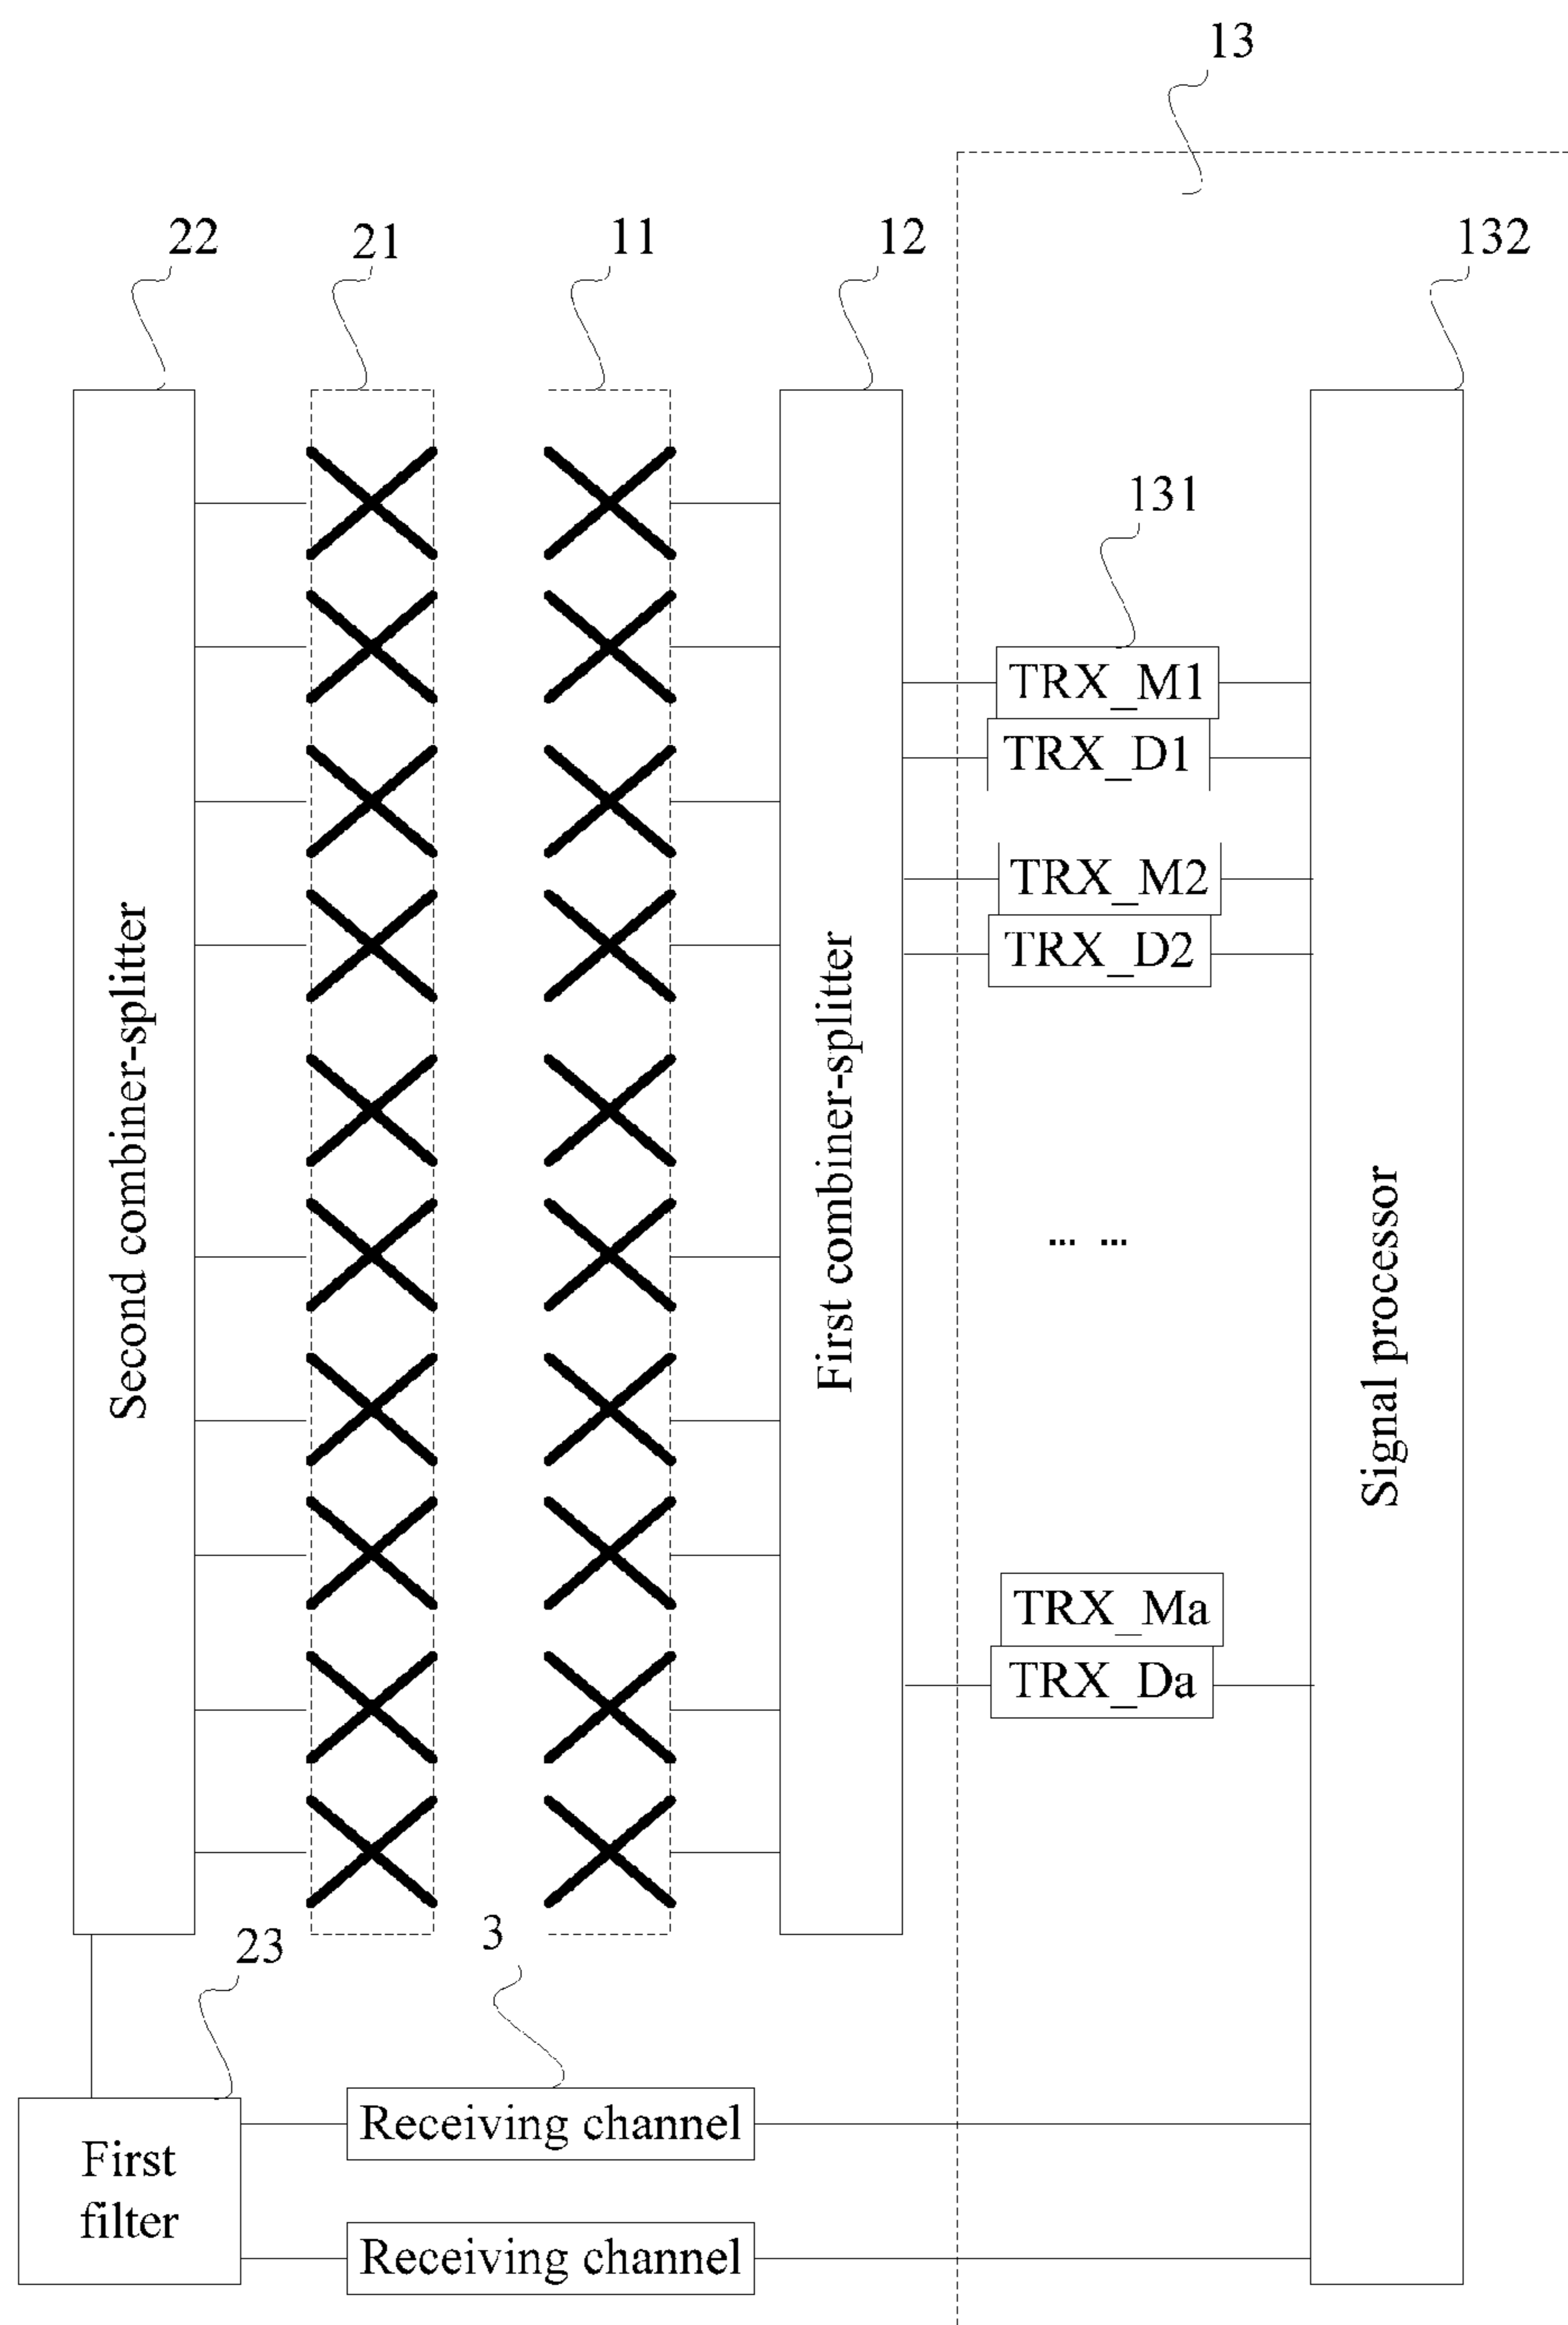 13
22
21
11
12
132
131
TRX_M1
TRX_D1
TRX_M2
TRX_D2
Second combiner-splitter
First combiner-splitter
Signal processor
... ...
TRX_Ma
TRX_Da
23
3
First
filter
Receiving channel
Receiving channel